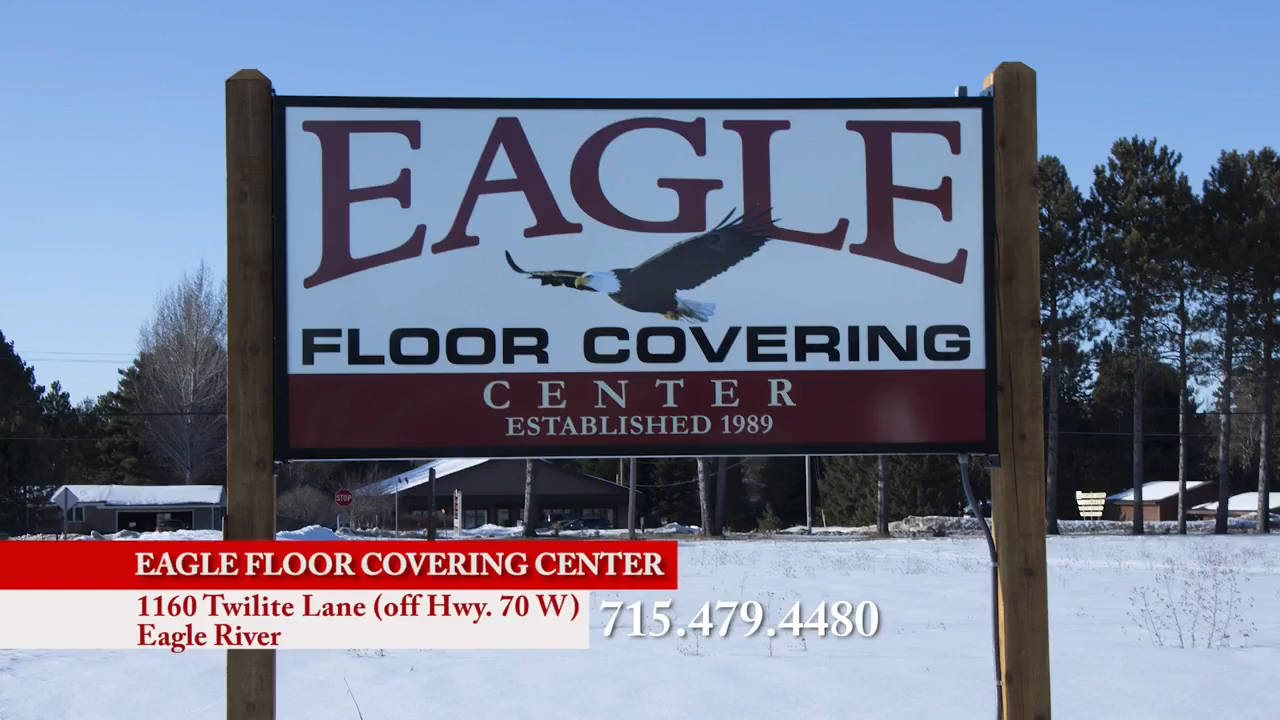 EAGLE
FLOOR COVERING
CENTER
ESTABLISHED 1989
STOP
EAGLE FLOOR COVERING CENTER
1160 Twilite Lane (off Hwy. 70 W)
Eagle River
715.479.4480